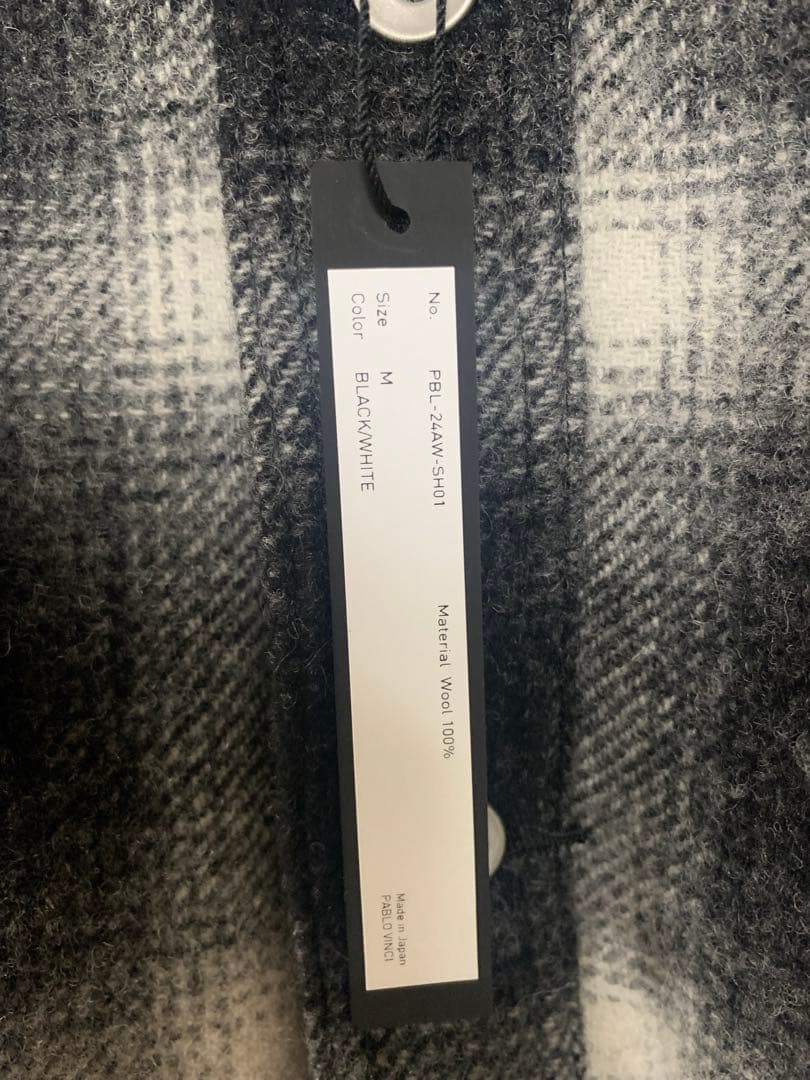 No. PBL-24AW-SH01 Material Wool 100%
Size M
Color BLACK/WHITE
Made in Japan
PABLO VINCI